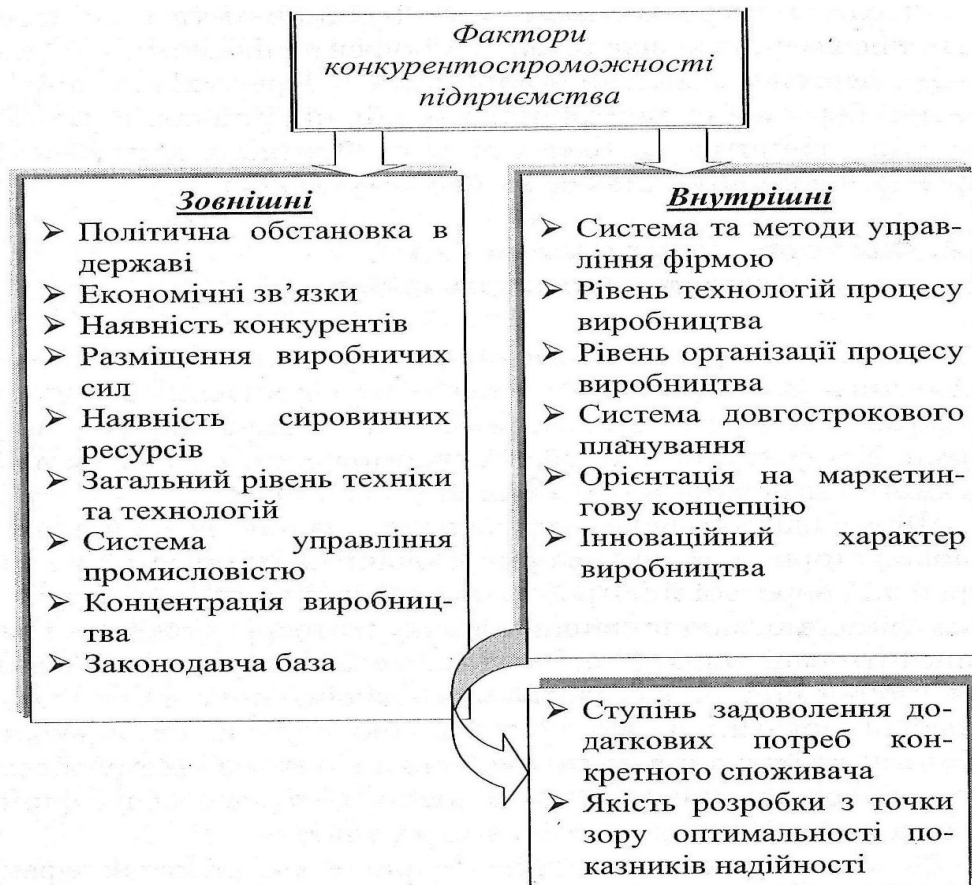 Фактори
конкурентоспроможності
підприємства
Зовнішні
➢ Політична обстановка в
державі
➢ Економічні зв’язки
➢ Наявність конкурентів
➢ Разміщення виробничих
сил
➢ Наявність сировинних
ресурсів
➢ Загальний рівень техніки
та технологій
➢ Система управління
промисловістю
➢ Концентрація виробниц-
тва
➢ Законодавча база
Внутрішні
➢ Система та методи управ-
ління фірмою
➢ Рівень технологій процесу
виробництва
➢ Рівень організації процесу
виробництва
➢ Система довгострокового
планування
➢ Орієнтація на маркетин-
гову концепцію
➢ Інноваційний характер
виробництва
➢ Ступінь задоволення до-
даткових потреб кон-
кретного споживача
➢ Якість розробки з точки
зору оптимальності по-
казників надійності